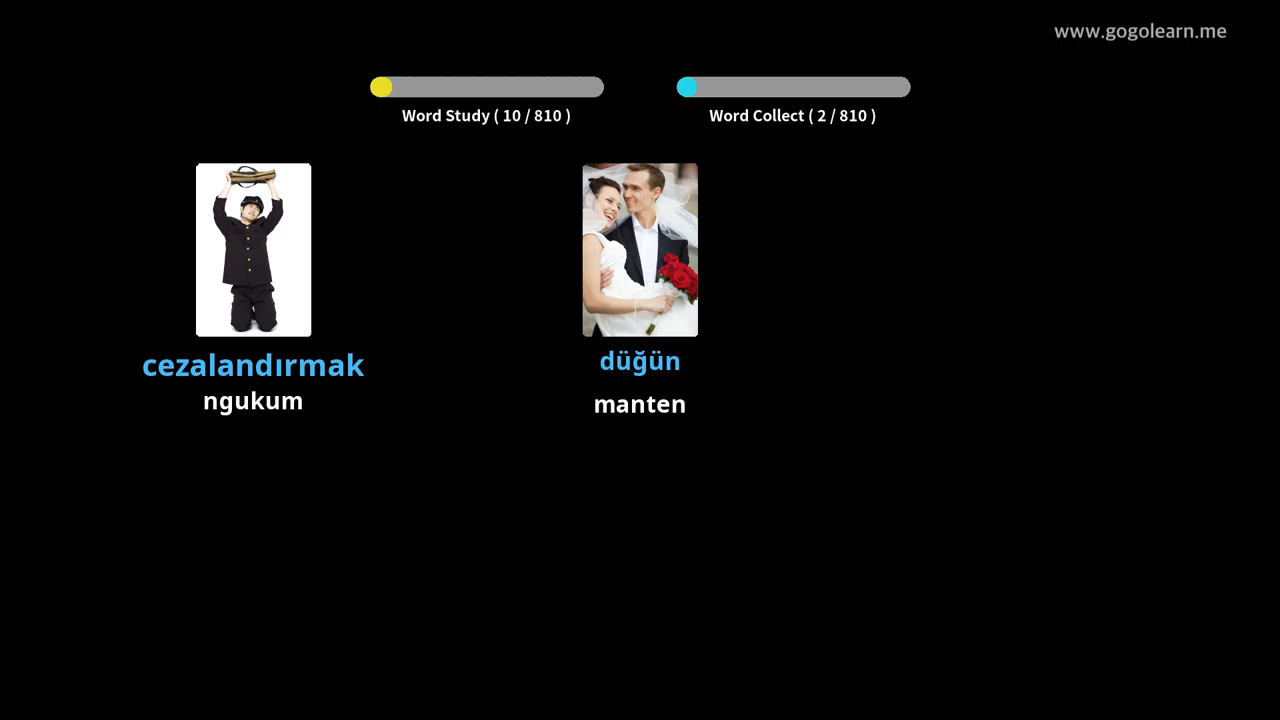 www.gogolearn.me
Word Study ( 10 / 810 )
Word Collect ( 2 / 810 )
cezalandırmak
ngukum
düğün
manten